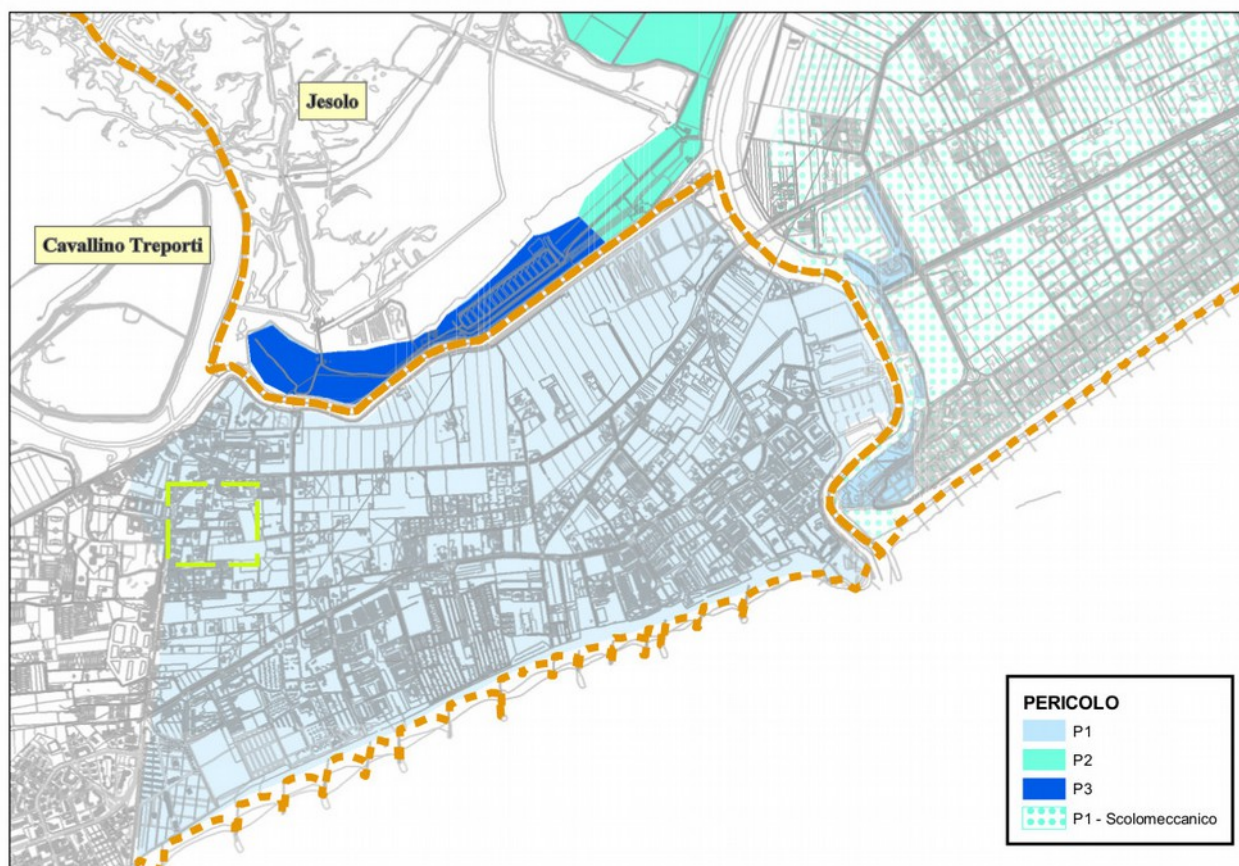 Jesolo
Cavallino Treporti
PERICOLO
P1
P2
P3
P1 - Scolomeccanico